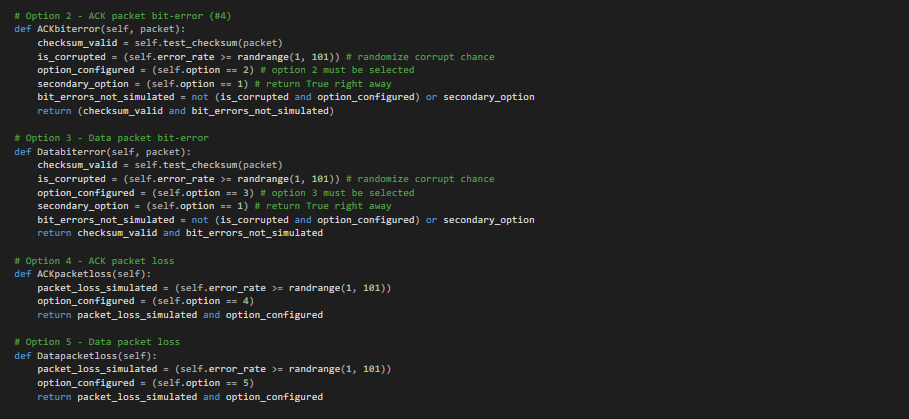 # Option 2 - ACK packet bit-error (#4)
def ACKbiterror(self, packet):
    checksum_valid = self.test_checksum(packet)
    is_corrupted = (self.error_rate >= randrange(1, 101)) # randomize corrupt chance
    option_configured = (self.option == 2) # option 2 must be selected
    secondary_option = (self.option == 1) # return True right away
    bit_errors_not_simulated = not (is_corrupted and option_configured) or secondary_option
    return (checksum_valid and bit_errors_not_simulated)

# Option 3 - Data packet bit-error
def Databiterror(self, packet):
    checksum_valid = self.test_checksum(packet)
    is_corrupted = (self.error_rate >= randrange(1, 101)) # randomize corrupt chance
    option_configured = (self.option == 3) # option 3 must be selected
    secondary_option = (self.option == 1) # return True right away
    bit_errors_not_simulated = not (is_corrupted and option_configured) or secondary_option
    return checksum_valid and bit_errors_not_simulated

# Option 4 - ACK packet loss
def ACKpacketloss(self):
    packet_loss_simulated = (self.error_rate >= randrange(1, 101))
    option_configured = (self.option == 4)
    return packet_loss_simulated and option_configured

# Option 5 - Data packet loss
def Datapacketloss(self):
    packet_loss_simulated = (self.error_rate >= randrange(1, 101))
    option_configured = (self.option == 5)
    return packet_loss_simulated and option_configured